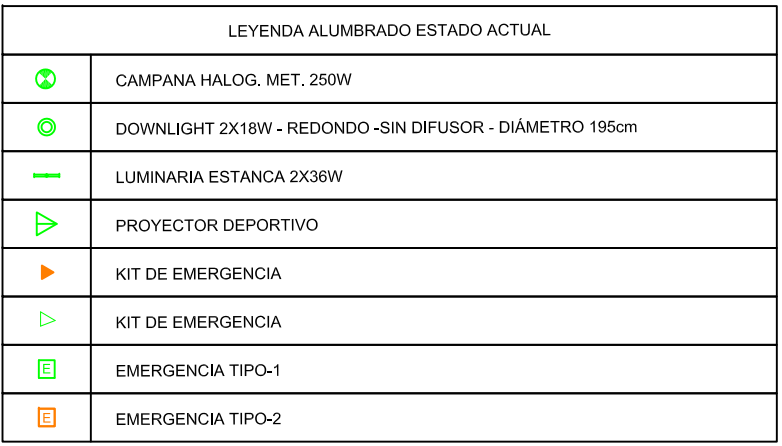 LEYENDA ALUMBRADO ESTADO ACTUAL
CAMPANA HALOG. MET. 250W
DOWNLIGHT 2X18W - REDONDO -SIN DIFUSOR - DIÁMETRO 195cm
LUMINARIA ESTANCA 2X36W
PROYECTOR DEPORTIVO
KIT DE EMERGENCIA
KIT DE EMERGENCIA
E EMERGENCIA TIPO-1
E EMERGENCIA TIPO-2